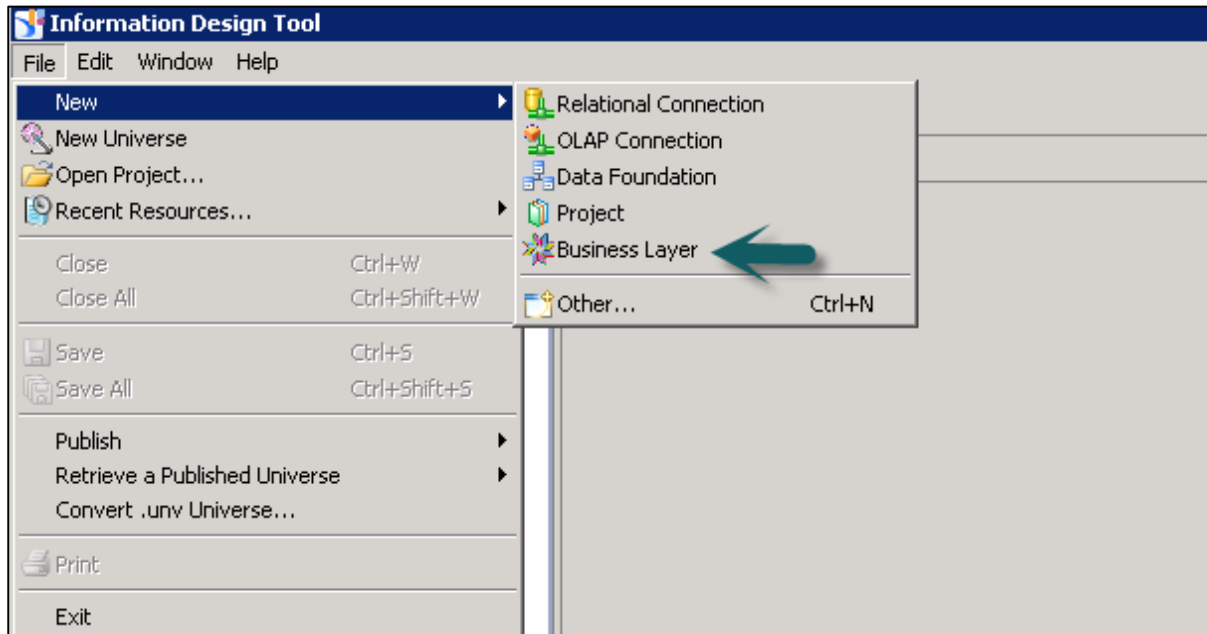 Information Design Tool
File Edit Window Help
New
New Universe
Open Project...
Recent Resources...
Close Ctrl+W
Close All Ctrl+Shift+W
Save Ctrl+S
Save All Ctrl+Shift+S
Publish
Retrieve a Published Universe
Convert .unv Universe...
Print
Exit
Relational Connection
OLAP Connection
Data Foundation
Project
Business Layer
Other... Ctrl+N